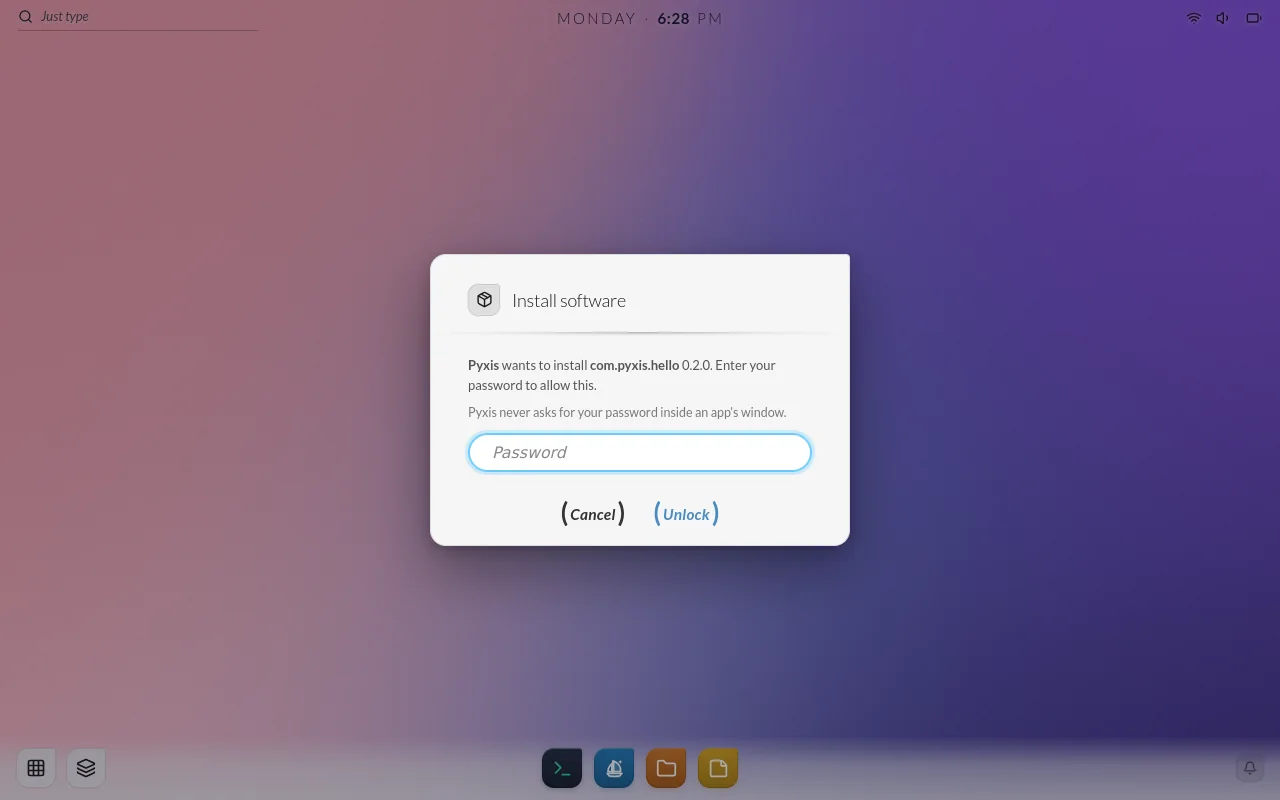 Just type
MONDAY · 6:28 PM
Install software
Pyxis wants to install com.pyxis.hello 0.2.0. Enter your
password to allow this.
Pyxis never asks for your password inside an app's window.
Password
(Cancel) (Unlock)